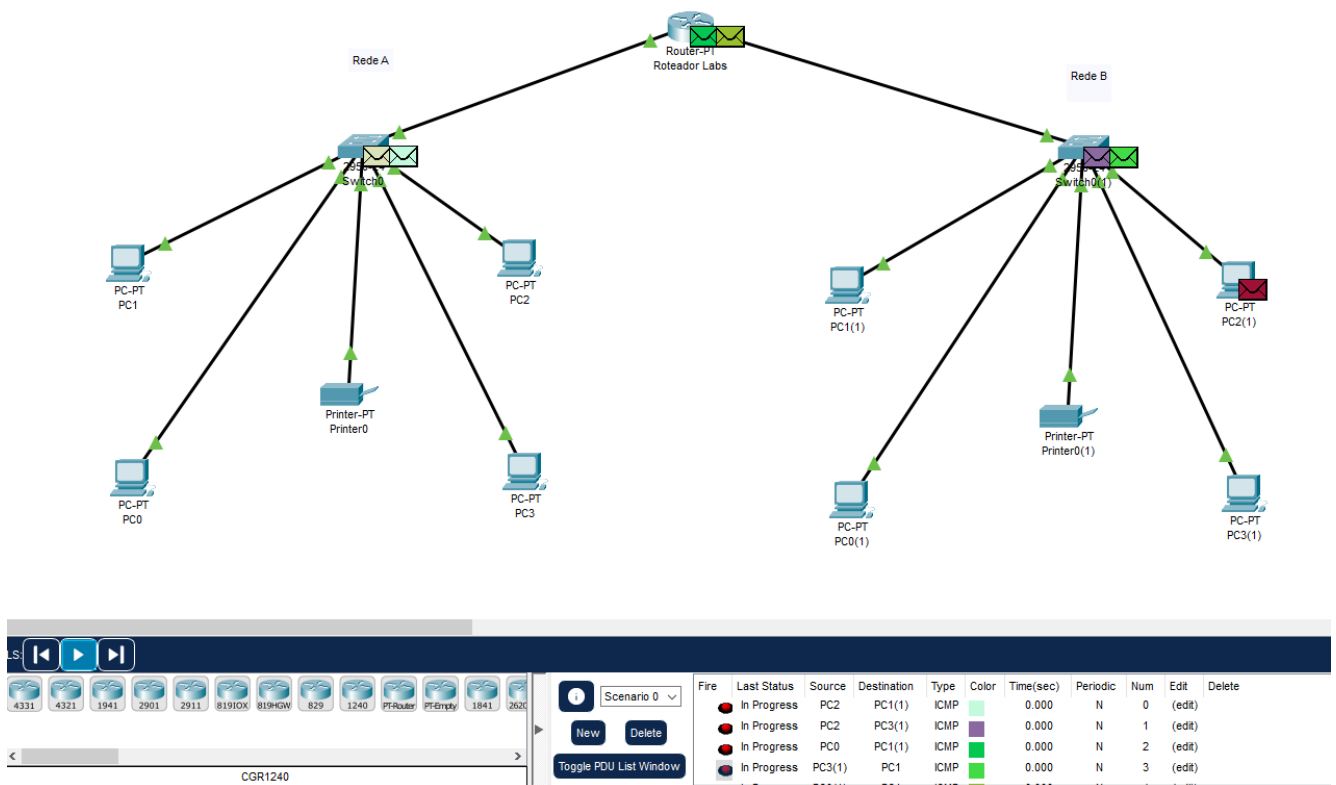 Router-PT
Roteador Labs
Rede A
Rede B
Switch0
Switch0(1)
PC-PT
PC1
PC-PT
PC2
PC-PT
PC1(1)
PC-PT
PC2(1)
Printer-PT
Printer0
Printer-PT
Printer0(1)
PC-PT
PC0
PC-PT
PC3
PC-PT
PC0(1)
PC-PT
PC3(1)
LS:
4331 4321 1941 2901 2911 819IOX 819HGW 829 1240 PT-Router PT-Empty 1841
CGR1240
Scenario 0
New Delete
Toggle PDU List Window
Fire Last Status Source Destination Type Color Time(sec) Periodic Num Edit Delete
In Progress PC2 PC1(1) ICMP 0.000 N 0 (edit)
In Progress PC2 PC3(1) ICMP 0.000 N 1 (edit)
In Progress PC0 PC1(1) ICMP 0.000 N 2 (edit)
In Progress PC3(1) PC1 ICMP 0.000 N 3 (edit)